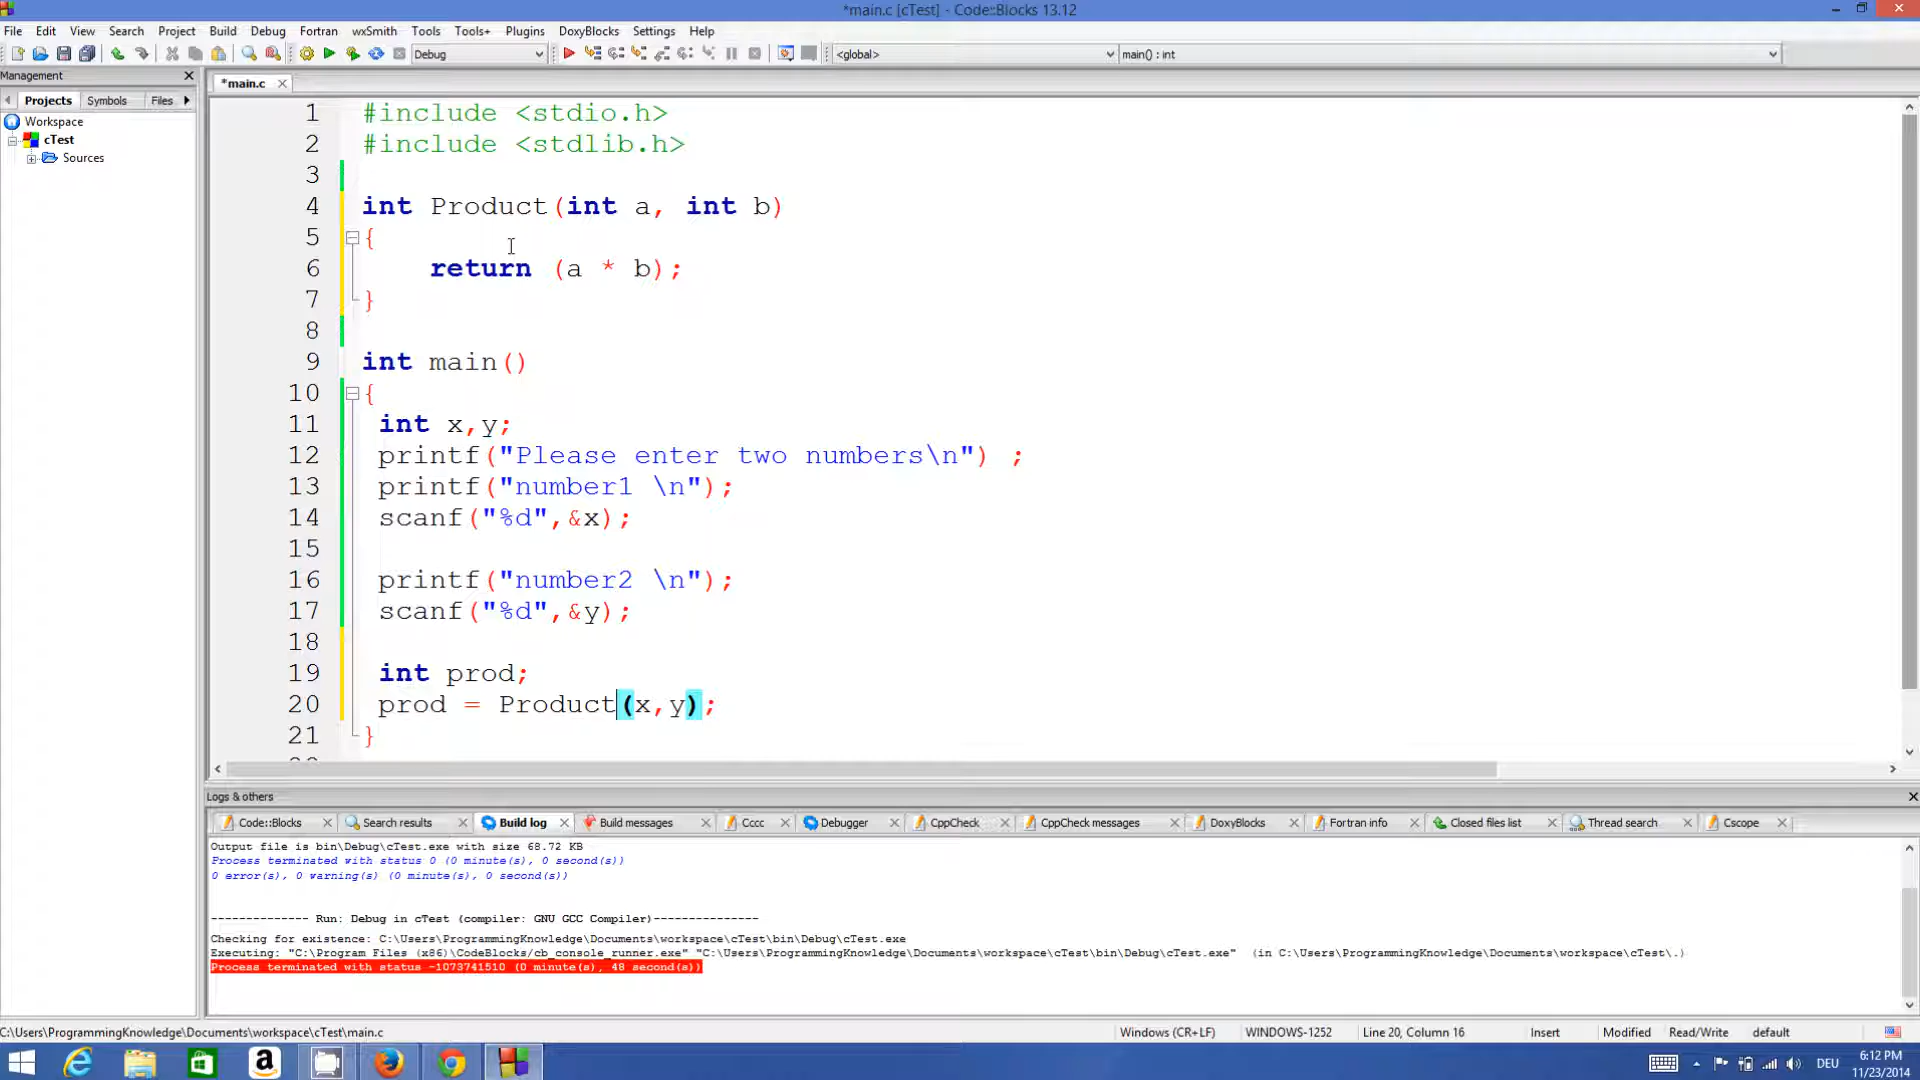 *main.c [cTest] - Code::Blocks 13.12
File Edit View Search Project Build Debug Fortran wxSmith Tools Tools+ Plugins DoxyBlocks Settings Help
Debug <global> main() : int
Management
Projects Symbols Files
Workspace
cTest
Sources
*main.c
1 #include <stdio.h>
2 #include <stdlib.h>
3
4 int Product(int a, int b)
5 {
6 return (a * b);
7 }
8
9 int main()
10 {
11 int x,y;
12 printf("Please enter two numbers\n") ;
13 printf("number1 \n");
14 scanf("%d",&x);
15
16 printf("number2 \n");
17 scanf("%d",&y);
18
19 int prod;
20 prod = Product(x,y);
21 }
Logs & others
Code::Blocks Search results Build log Build messages Cccc Debugger CppCheck CppCheck messages DoxyBlocks Fortran info Closed files list Thread search Cscope
Output file is bin\Debug\cTest.exe with size 68.72 KB
Process terminated with status 0 (0 minute(s), 0 second(s))
0 error(s), 0 warning(s) (0 minute(s), 0 second(s))
-------------- Run: Debug in cTest (compiler: GNU GCC Compiler)---------------
Checking for existence: C:\Users\ProgrammingKnowledge\Documents\workspace\cTest\bin\Debug\cTest.exe
Executing: "C:\Program Files (x86)\CodeBlocks/cb_console_runner.exe" "C:\Users\ProgrammingKnowledge\Documents\workspace\cTest\bin\Debug\cTest.exe" (in C:\Users\ProgrammingKnowledge\Documents\workspace\cTest\.)
Process terminated with status -1073741510 (0 minute(s), 48 second(s))
C:\Users\ProgrammingKnowledge\Documents\workspace\cTest\main.c Windows (CR+LF) WINDOWS-1252 Line 20, Column 16 Insert Modified Read/Write default
DEU 6:12 PM
11/23/2014